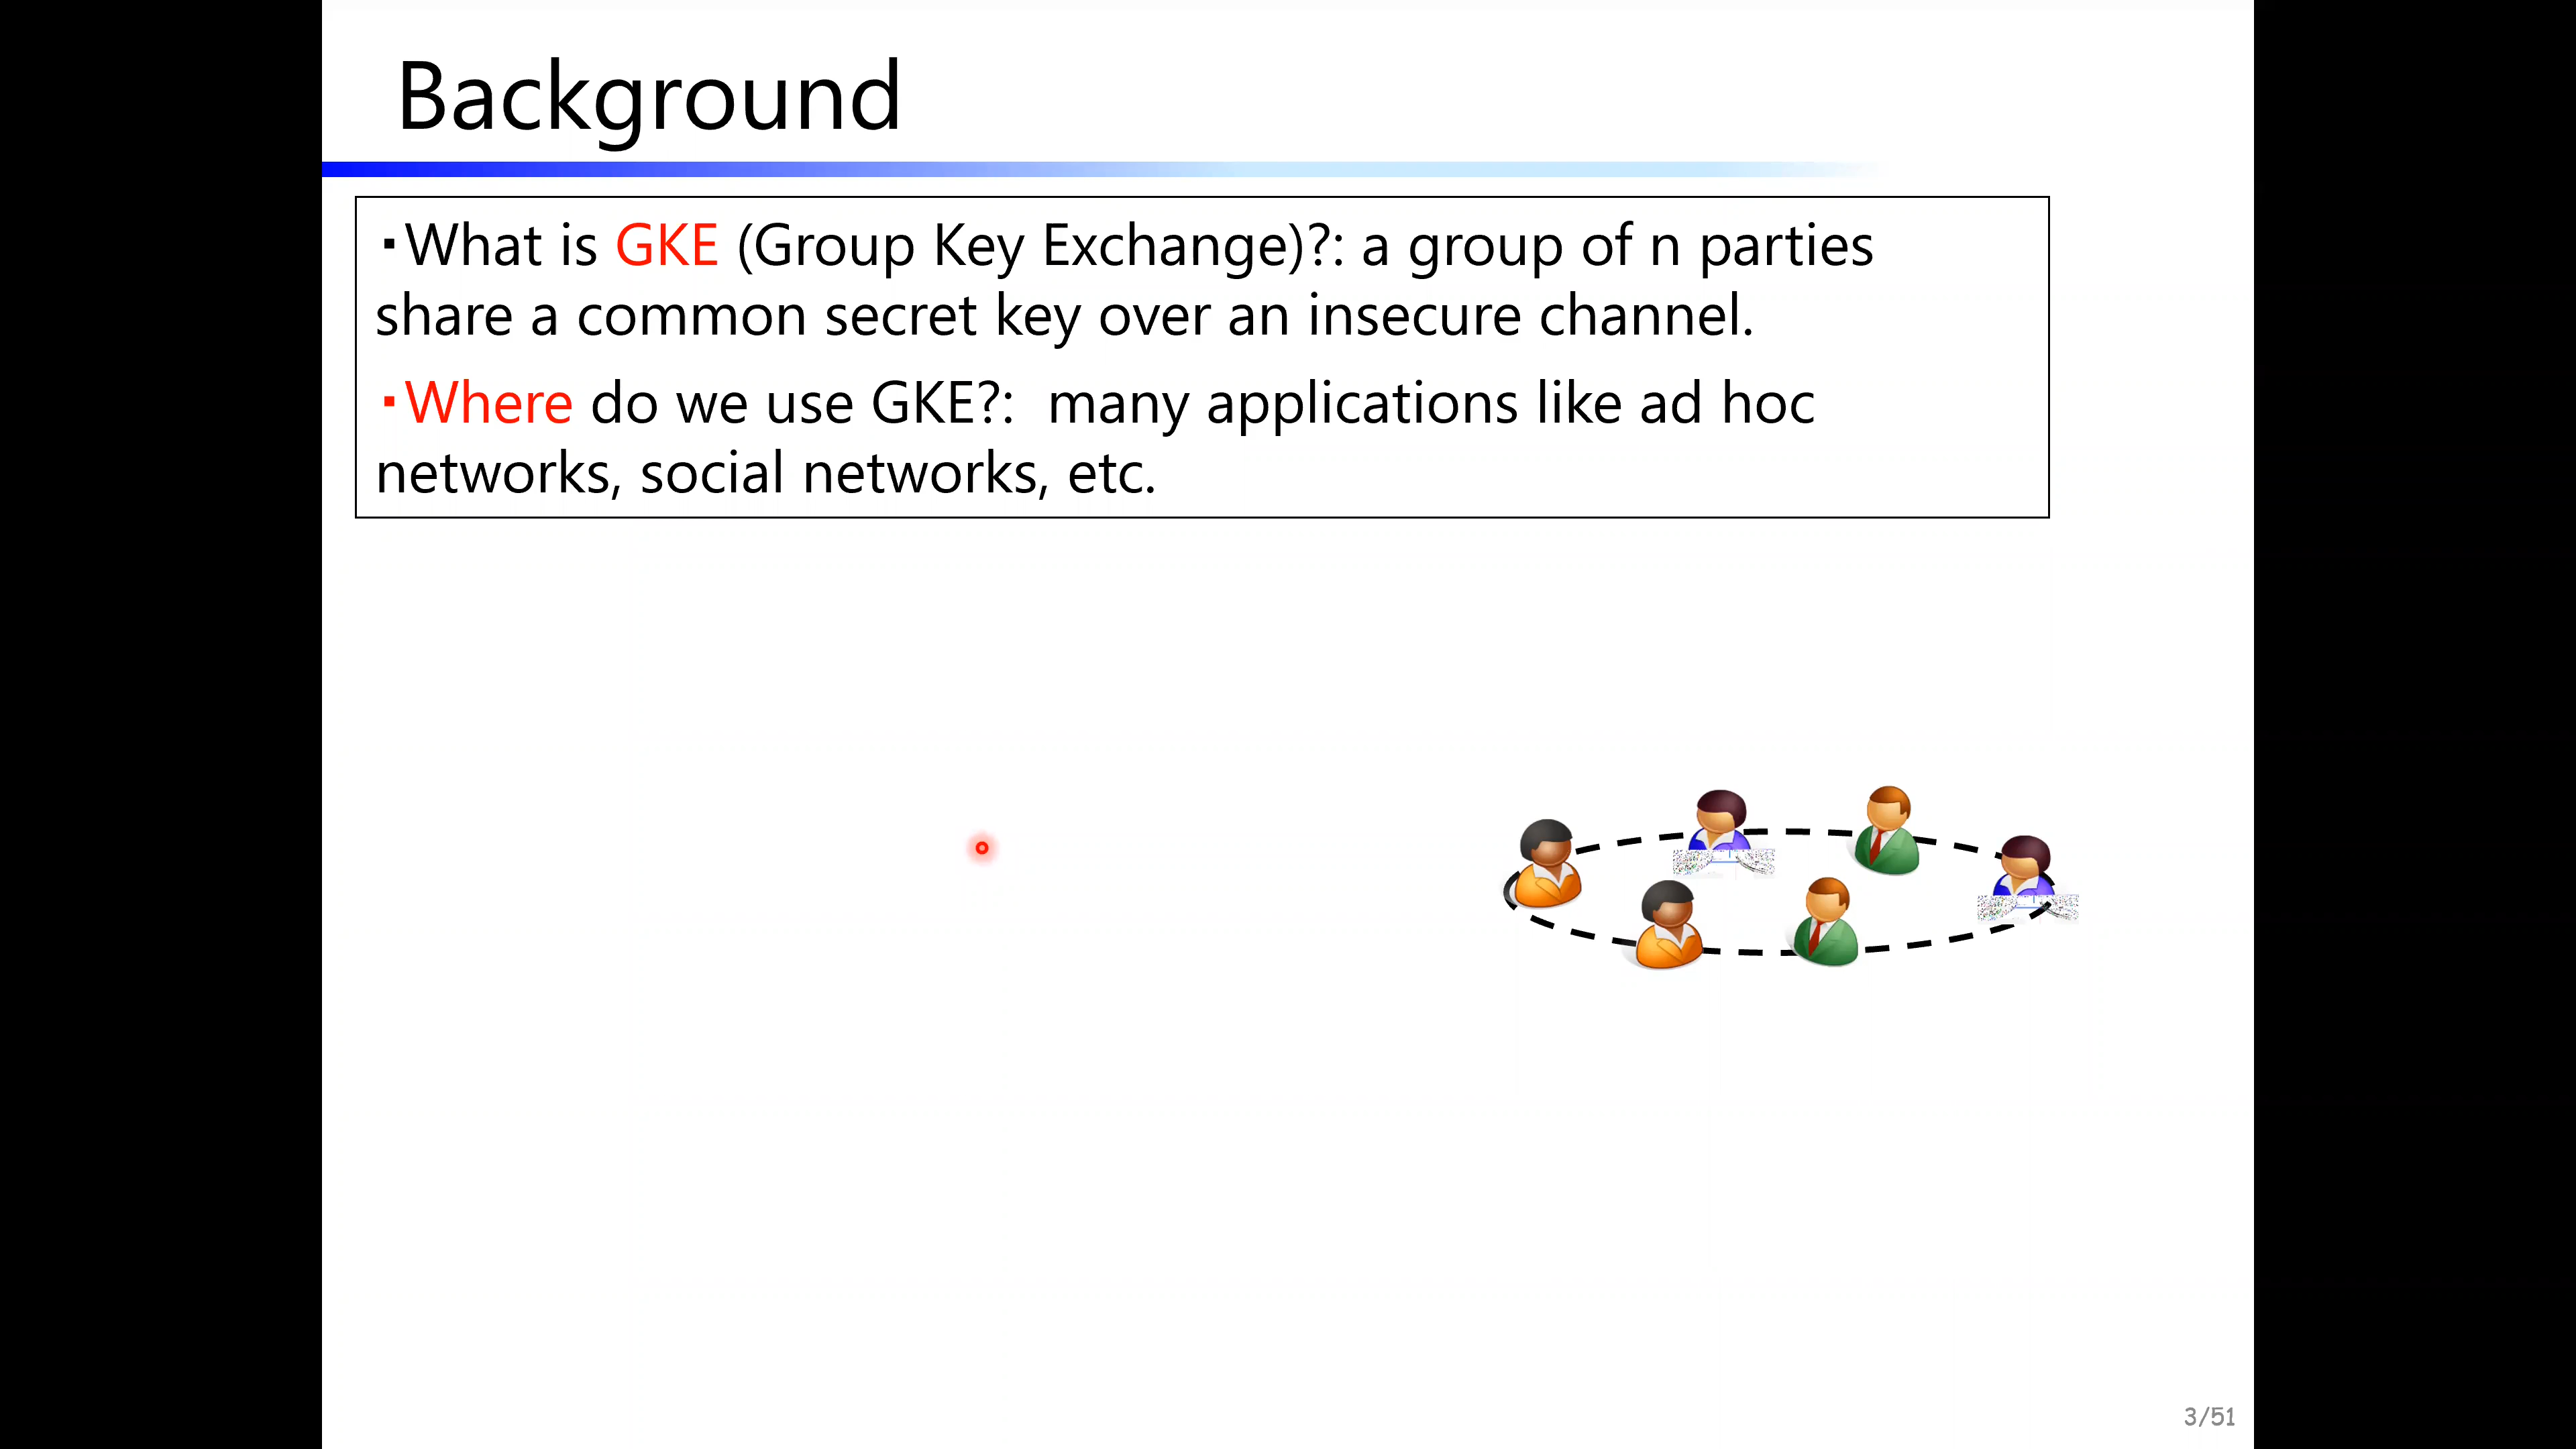 Background
・What is GKE (Group Key Exchange)?: a group of n parties
share a common secret key over an insecure channel.
・Where do we use GKE?:  many applications like ad hoc
networks, social networks, etc.
3/51